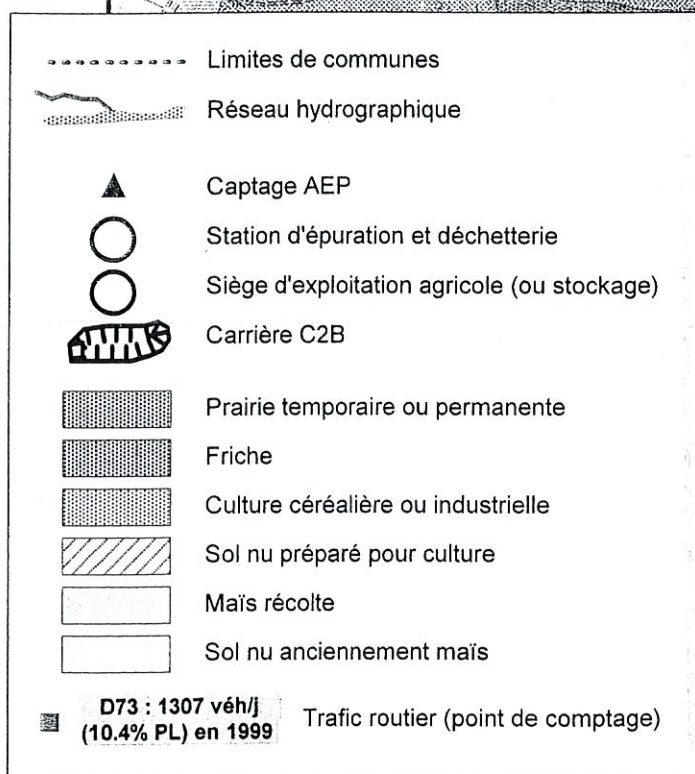 Limites de communes
Réseau hydrographique
Captage AEP
Station d'épuration et déchetterie
Siège d'exploitation agricole (ou stockage)
Carrière C2B
Prairie temporaire ou permanente
Friche
Culture céréalière ou industrielle
Sol nu préparé pour culture
Maïs récolte
Sol nu anciennement maïs
D73 : 1307 véh/j
(10.4% PL) en 1999
Trafic routier (point de comptage)